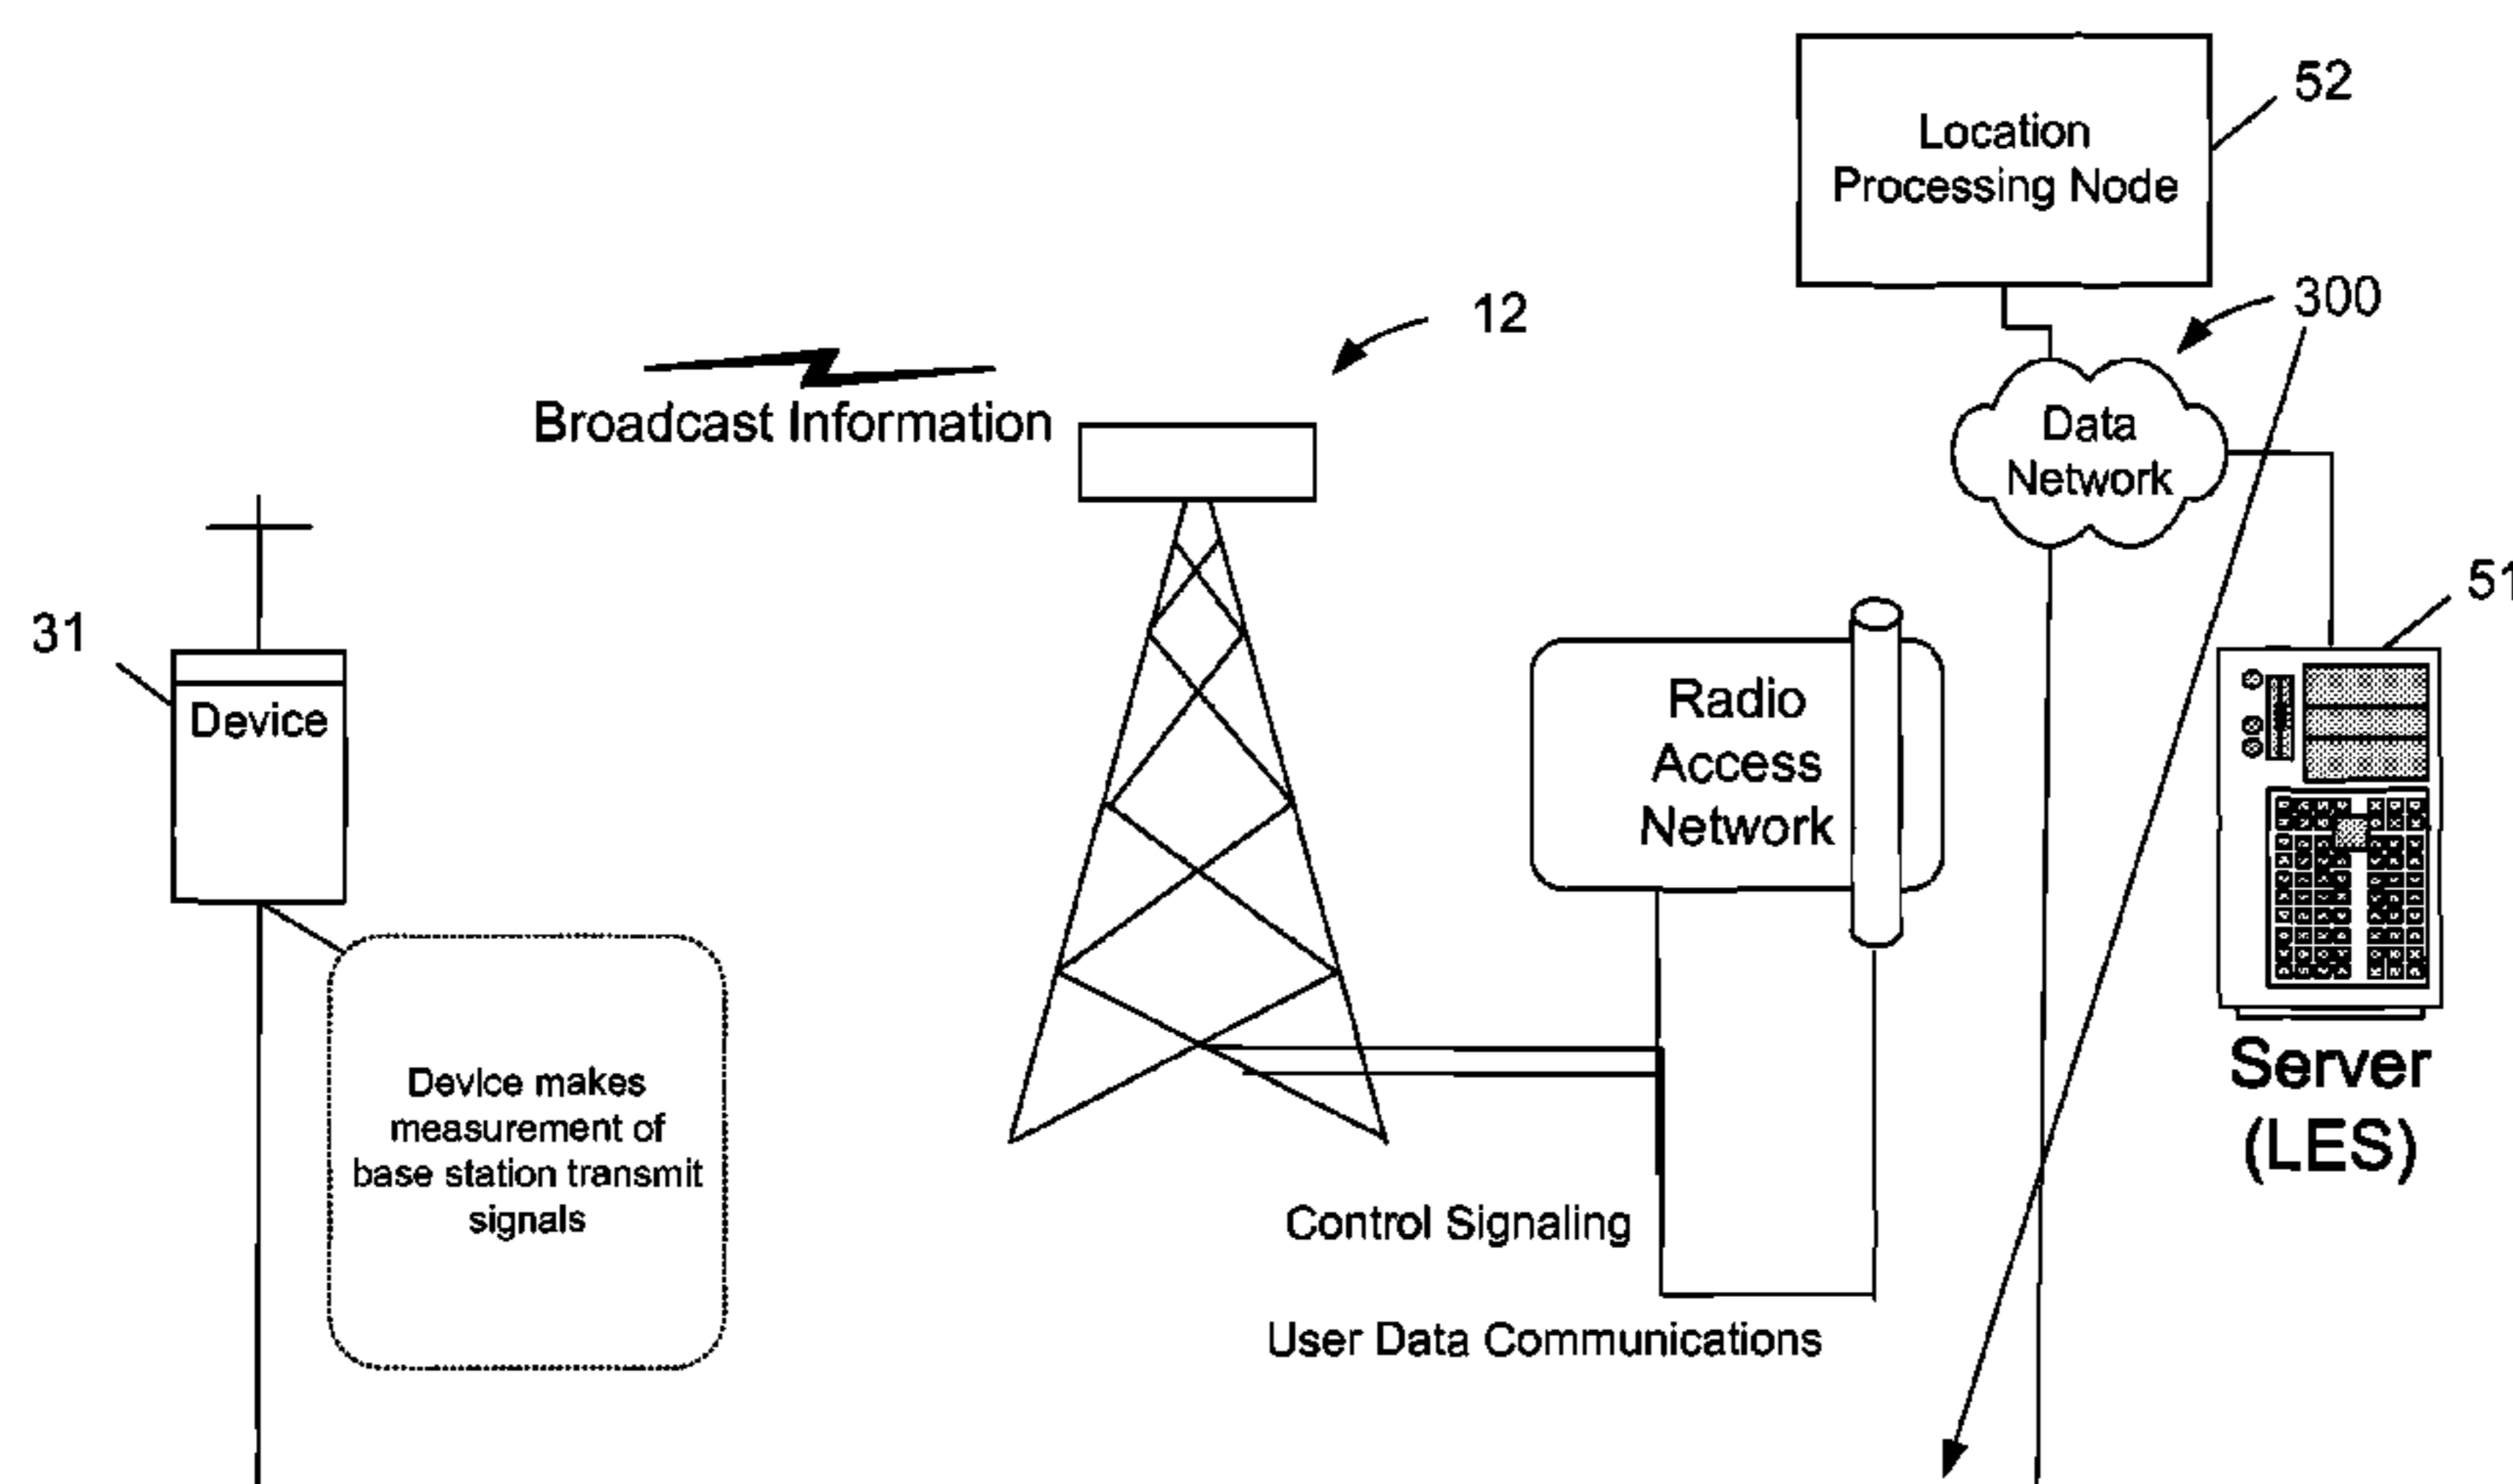 52
Location
Processing Node
300
12
Broadcast Information
Data
Network
31
Device
51
Radio
Access
Network
Server
(LES)
Device makes
measurement of
base station transmit
signals
Control Signaling
User Data Communications